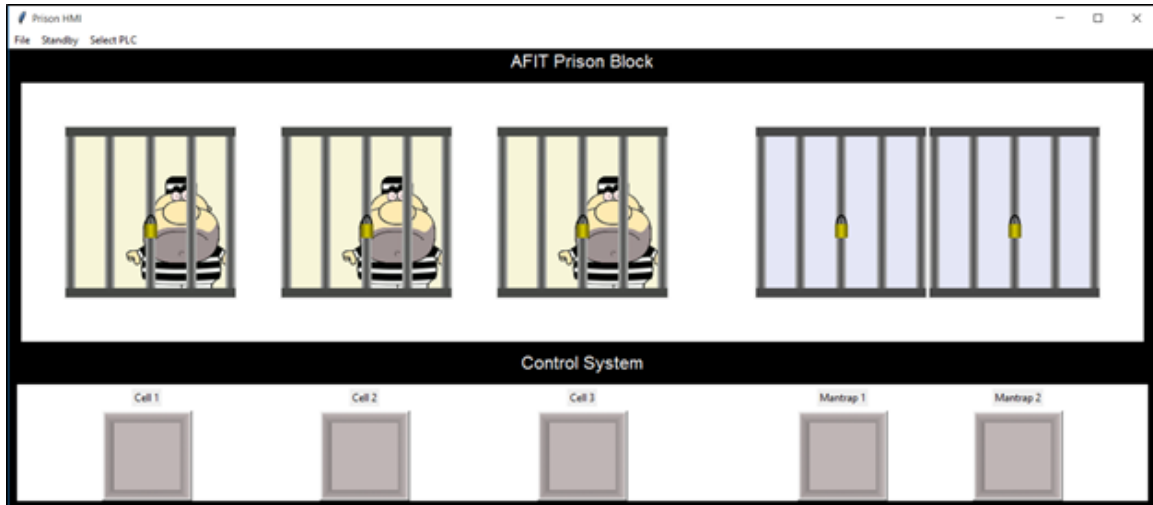 Prison HMI
File Standby Select PLC
AFIT Prison Block
Control System
Cell 1 Cell 2 Cell 3 Mantrap 1 Mantrap 2